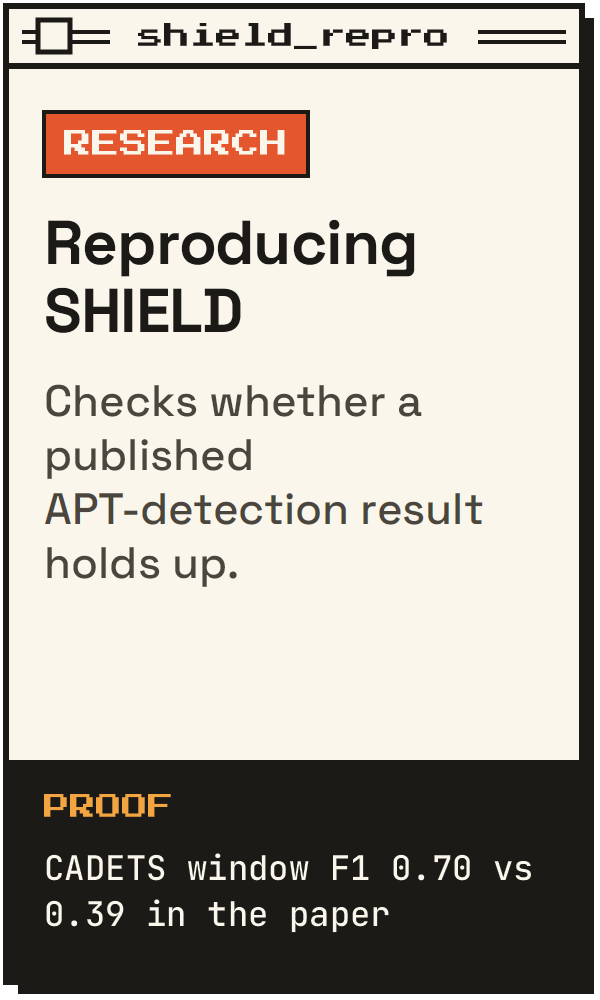 shield_repro
RESEARCH
Reproducing
SHIELD
Checks whether a
published
APT-detection result
holds up.
PROOF
CADETS window F1 0.70 vs
0.39 in the paper